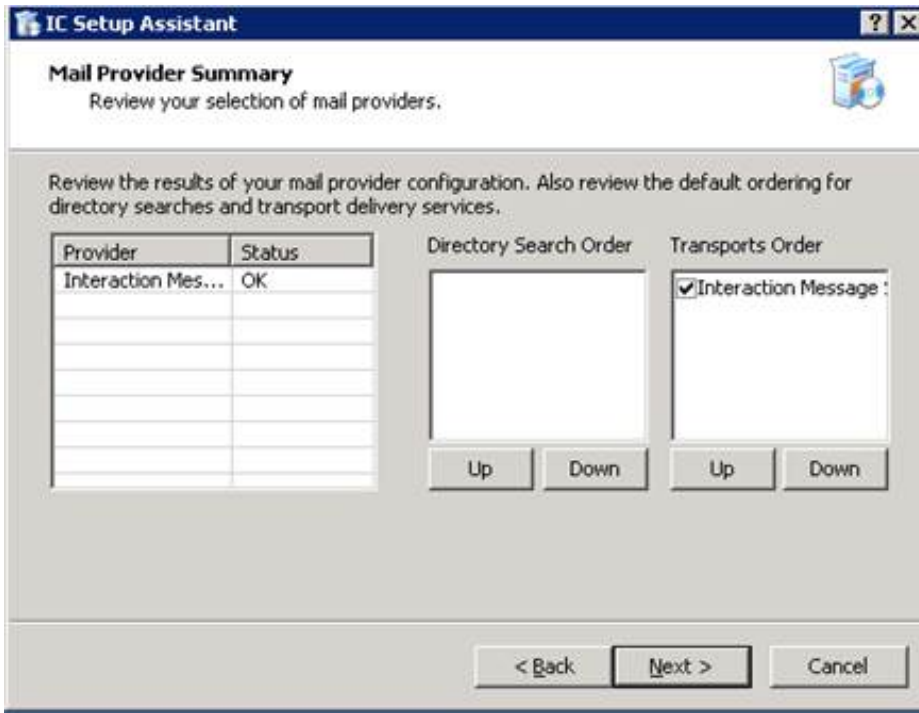 IC Setup Assistant
Mail Provider Summary
Review your selection of mail providers.
Review the results of your mail provider configuration. Also review the default ordering for
directory searches and transport delivery services.
Provider Status
Interaction Mes... OK
Directory Search Order
Up Down
Transports Order
Interaction Message
Up Down
< Back Next > Cancel